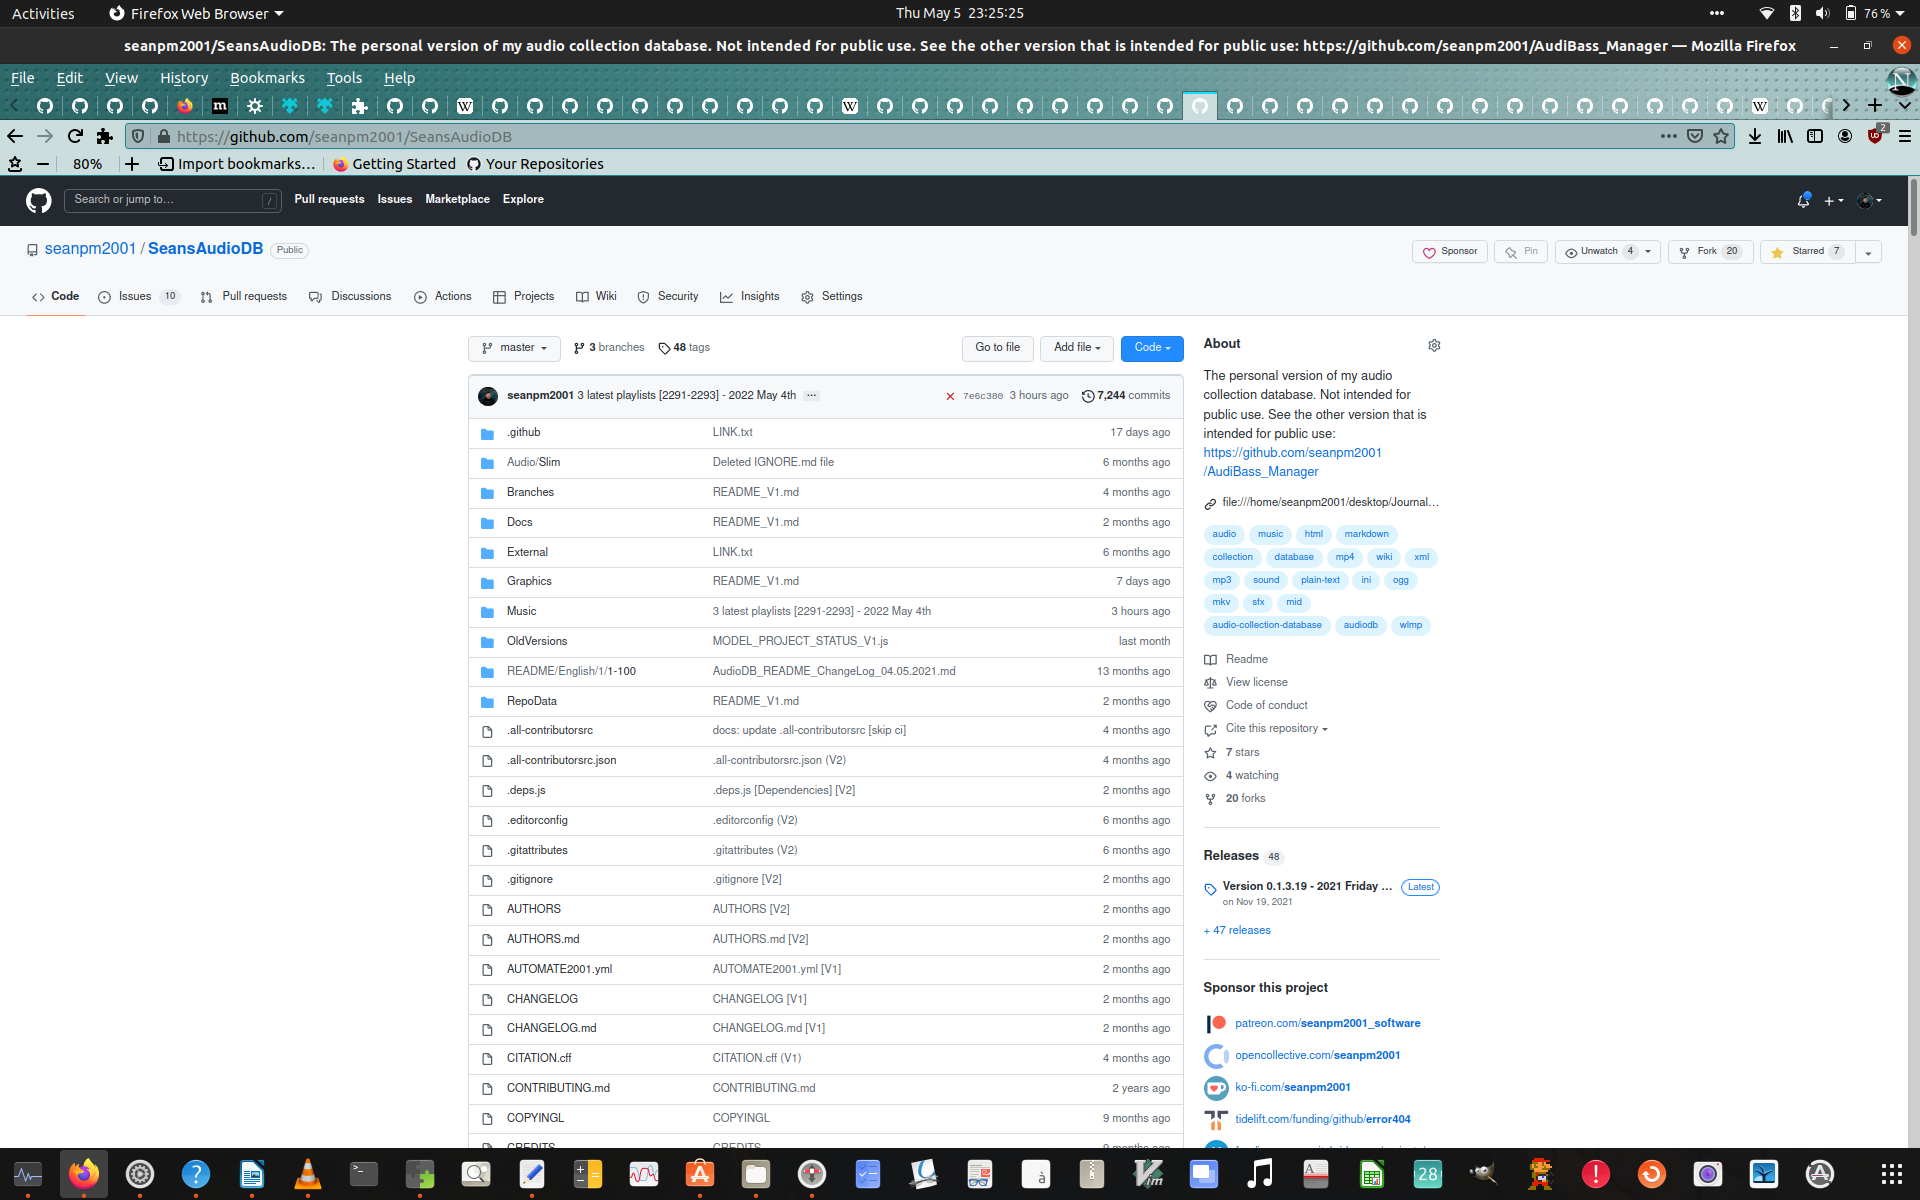 Activities
Firefox Web Browser
Thu May 5 23:25:25
76 %
seanpm2001/SeansAudioDB: The personal version of my audio collection database. Not intended for public use. See the other version that is intended for public use: https://github.com/seanpm2001/AudiBass_Manager — Mozilla Firefox
File Edit View History Bookmarks Tools Help
https://github.com/seanpm2001/SeansAudioDB
2
80% Import bookmarks... Getting Started Your Repositories
Search or jump to... / Pull requests Issues Marketplace Explore
seanpm2001 / SeansAudioDB Public
Sponsor Pin Unwatch 4 Fork 20 Starred 7
Code Issues 10 Pull requests Discussions Actions Projects Wiki Security Insights Settings
master 3 branches 48 tags Go to file Add file Code
seanpm2001 3 latest playlists [2291-2293] - 2022 May 4th ... 7e6c380 3 hours ago 7,244 commits
.github LINK.txt 17 days ago
Audio/Slim Deleted IGNORE.md file 6 months ago
Branches README_V1.md 4 months ago
Docs README_V1.md 2 months ago
External LINK.txt 6 months ago
Graphics README_V1.md 7 days ago
Music 3 latest playlists [2291-2293] - 2022 May 4th 3 hours ago
OldVersions MODEL_PROJECT_STATUS_V1.js last month
README/English/1/1-100 AudioDB_README_ChangeLog_04.05.2021.md 13 months ago
RepoData README_V1.md 2 months ago
.all-contributorsrc docs: update .all-contributorsrc [skip ci] 4 months ago
.all-contributorsrc.json .all-contributorsrc.json (V2) 4 months ago
.deps.js .deps.js [Dependencies] [V2] 2 months ago
.editorconfig .editorconfig (V2) 6 months ago
.gitattributes .gitattributes (V2) 6 months ago
.gitignore .gitignore [V2] 2 months ago
AUTHORS AUTHORS [V2] 2 months ago
AUTHORS.md AUTHORS.md [V2] 2 months ago
AUTOMATE2001.yml AUTOMATE2001.yml [V1] 2 months ago
CHANGELOG CHANGELOG [V1] 2 months ago
CHANGELOG.md CHANGELOG.md [V1] 2 months ago
CITATION.cff CITATION.cff (V1) 4 months ago
CONTRIBUTING.md CONTRIBUTING.md 2 years ago
COPYINGL COPYINGL 9 months ago
CREDITS CREDITS 9 months ago
About
The personal version of my audio
collection database. Not intended for
public use. See the other version that is
intended for public use:
https://github.com/seanpm2001
/AudiBass_Manager
file:///home/seanpm2001/desktop/Journal...
audio music html markdown
collection database mp4 wiki xml
mp3 sound plain-text ini ogg
mkv sfx mid
audio-collection-database audiodb wlmp
Readme
View license
Code of conduct
Cite this repository
7 stars
4 watching
20 forks
Releases 48
Version 0.1.3.19 - 2021 Friday ... Latest
on Nov 19, 2021
+ 47 releases
Sponsor this project
patreon.com/seanpm2001_software
opencollective.com/seanpm2001
ko-fi.com/seanpm2001
tidelift.com/funding/github/error404
28